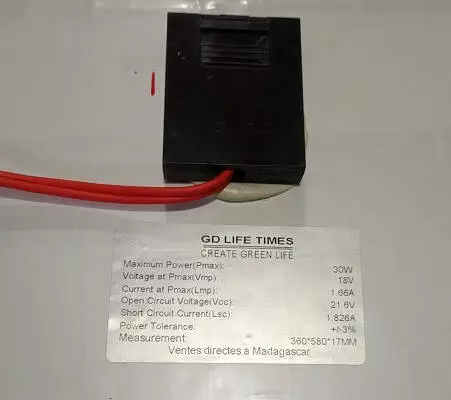 GD LIFE TIMES
CREATE GREEN LIFE
Maximum Power(Pmax): 30W
Voltage at Pmax(Vmp): 18V
Current at Pmax(Lmp): 1.66A
Open Circuit Voltage(Voc): 21.6V
Short Circuit Current(Lsc): 1.826A
Power Tolerance: +/-3%
Measurement: 360*580*17MM
Ventes directes a Madagascar